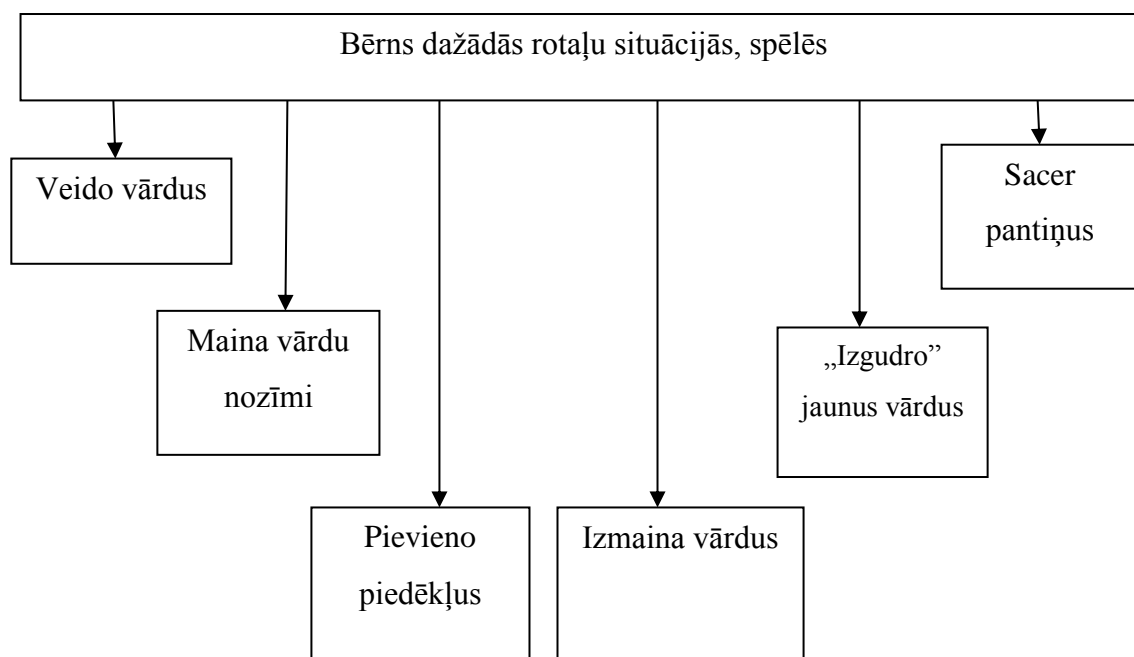 Bērns dažādās rotaļu situācijās, spēlēs
Veido vārdus
Maina vārdu
nozīmi
Pievieno
piedēkļus
Izmaina vārdus
„Izgudro”
jaunus vārdus
Sacer
pantiņus